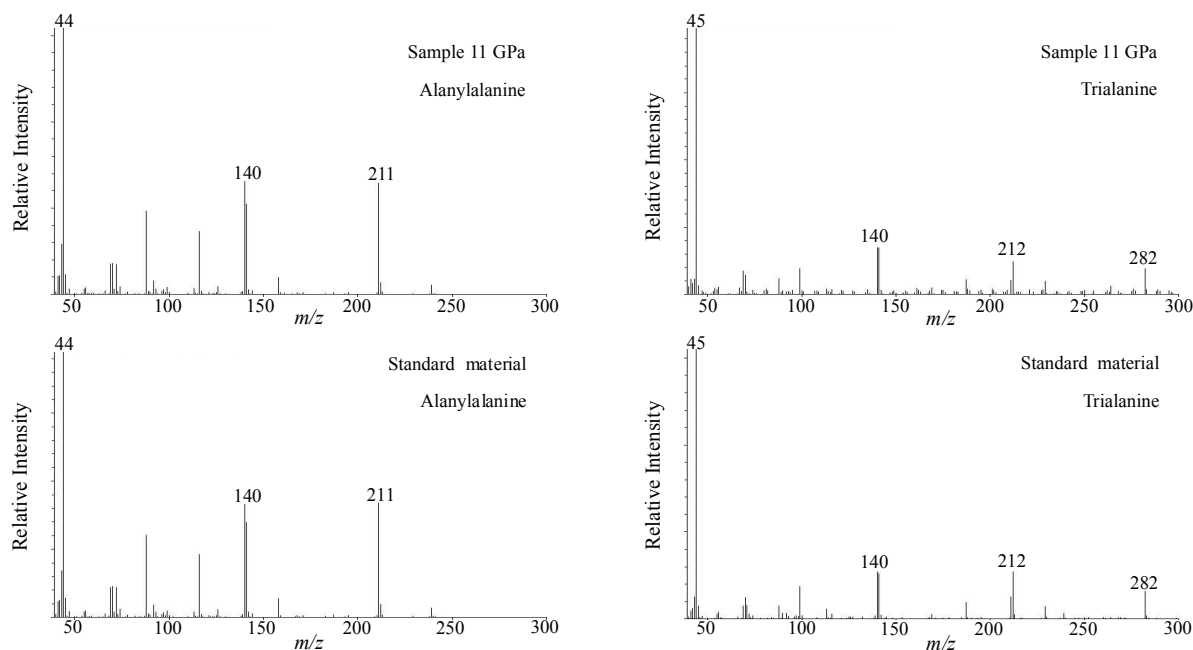 44
Sample 11 GPa
Alanylalanine
140
211
Relative Intensity
50 100 150 200 250 300
m/z
45
Sample 11 GPa
Trialanine
140
212
282
Relative Intensity
50 100 150 200 250 300
m/z
44
Standard material
Alanylalanine
140
211
Relative Intensity
50 100 150 200 250 300
m/z
45
Standard material
Trialanine
140
212
282
Relative Intensity
50 100 150 200 250 300
m/z